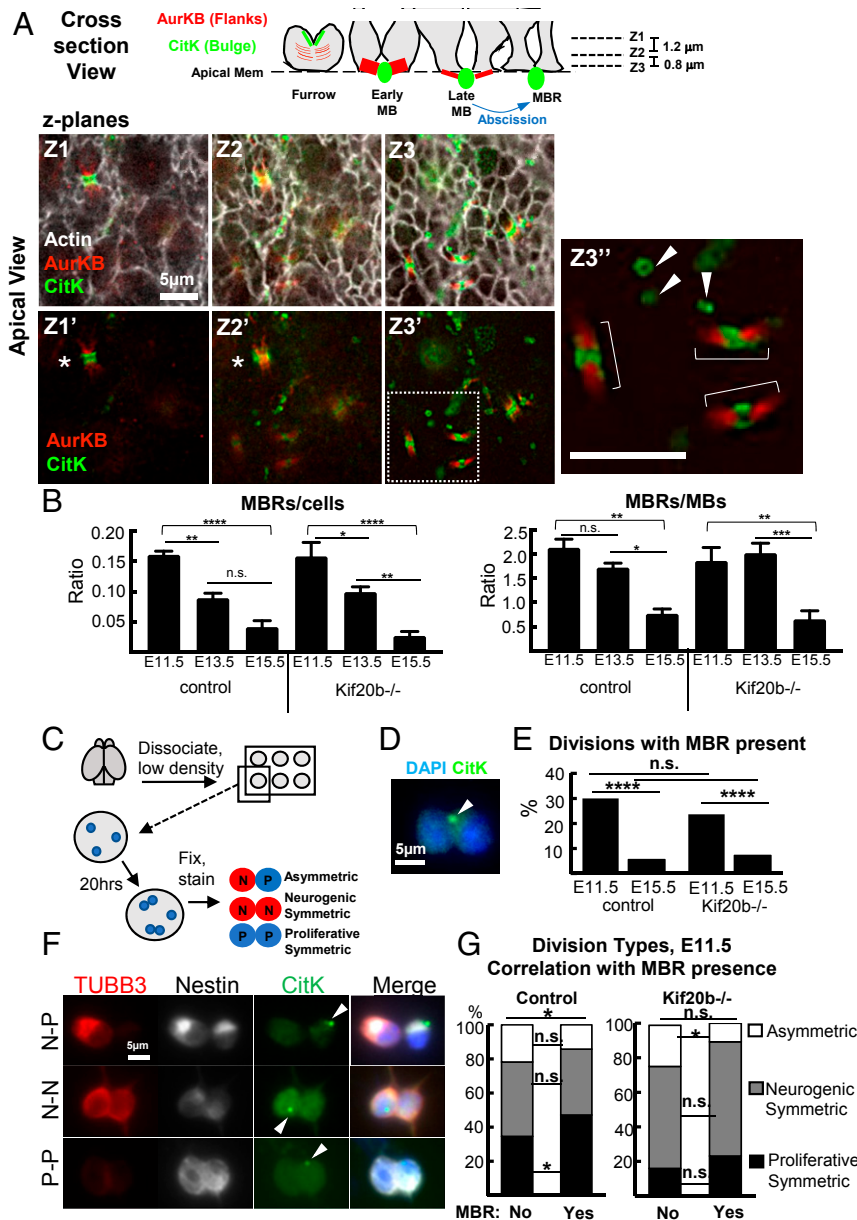 A
Cross
section
View
AurKB (Flanks)
CitK (Bulge)
Apical Mem
Furrow
Early
MB
Late
MB
MBR
Abscission
Z1
Z2
Z3
1.2 µm
0.8 µm
z-planes
Apical View
Z1
Actin
AurKB
CitK
5µm
Z2
Z3
Z1'
*
AurKB
CitK
Z2'
*
Z3'
Z3''
B
MBRs/cells
Ratio
0.20
0.15
0.10
0.05
****
**
n.s.
****
*
**
E11.5 E13.5 E15.5 E11.5 E13.5 E15.5
control Kif20b-/-
MBRs/MBs
Ratio
2.5
2.0
1.5
1.0
0.5
**
n.s.
*
**
***
E11.5 E13.5 E15.5 E11.5 E13.5 E15.5
control Kif20b-/-
C
Dissociate,
low density
20hrs
Fix,
stain
N P Asymmetric
N N Neurogenic
Symmetric
P P Proliferative
Symmetric
D
DAPI CitK
5µm
E
Divisions with MBR present
%
40
30
20
10
n.s.
****
****
E11.5 E15.5 E11.5 E15.5
control Kif20b-/-
F
TUBB3 Nestin CitK Merge
N-P
5µm
N-N
P-P
G
Division Types, E11.5
Correlation with MBR presence
%
100
80
60
40
20
Control
*
n.s.
n.s.
*
MBR: No Yes
Kif20b-/-
n.s.
*
n.s.
n.s.
100
80
60
40
20
No Yes
Asymmetric
Neurogenic
Symmetric
Proliferative
Symmetric